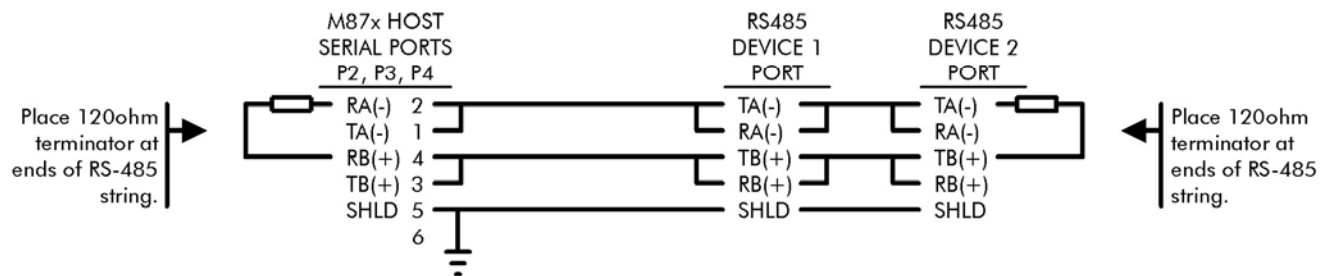 M87x HOST
SERIAL PORTS
P2, P3, P4
RS485
DEVICE 1
PORT
RS485
DEVICE 2
PORT
Place 120ohm
terminator at
ends of RS-485
string.
RA(-) 2
TA(-) 1
RB(+) 4
TB(+) 3
SHLD 5
6
TA(-)
RA(-)
TB(+)
RB(+)
SHLD
TA(-)
RA(-)
TB(+)
RB(+)
SHLD
Place 120ohm
terminator at
ends of RS-485
string.